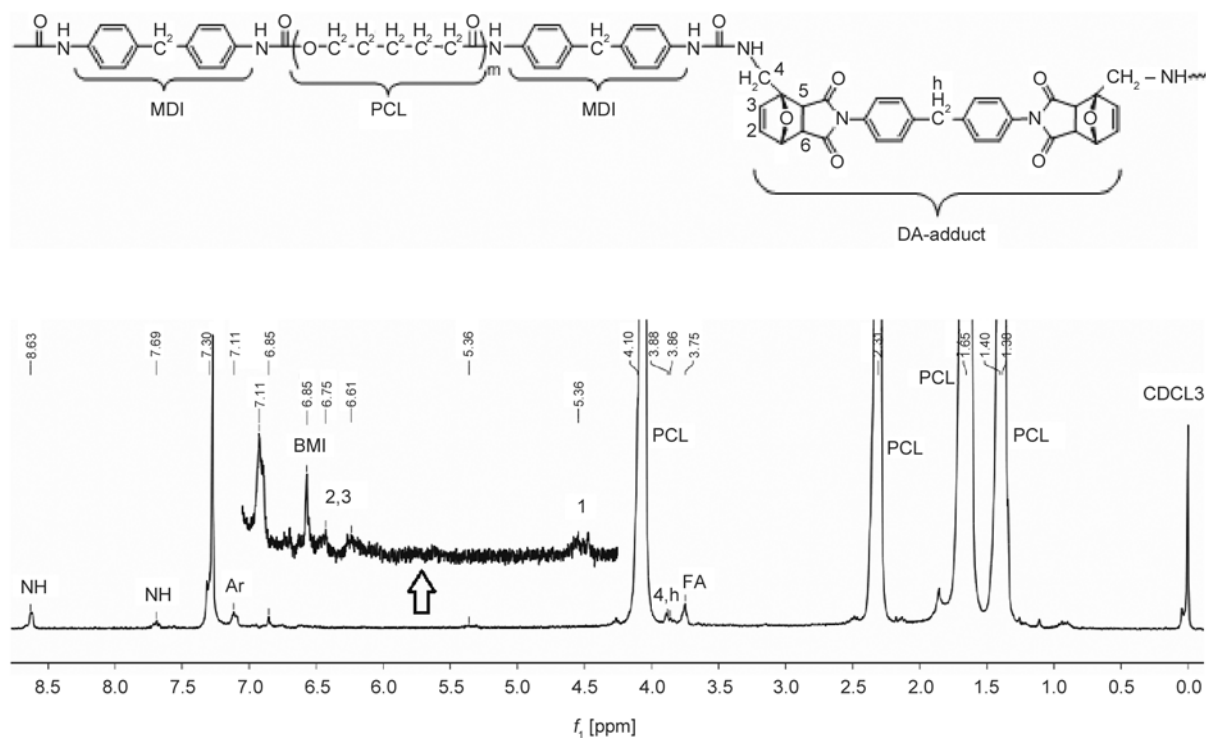 O H H2 H O H2 H2 H2 H2 H2 O H H2 H O
C N C N C O C C C C C C N C N C NH
m
MDI PCL MDI
H2C 4 O h O CH2 – NH
3 5 H2
2 O N C N O
6
O O
DA-adduct
8.63 7.69 7.30 7.11 6.85 5.36 4.10 3.88 3.86 3.75 2.31 1.65 1.40 1.38
7.11 6.85 6.75 6.61 5.36
BMI
PCL
CDCL3
PCL PCL PCL
2,3 1
NH NH Ar 4,h FA
8.5 8.0 7.5 7.0 6.5 6.0 5.5 5.0 4.5 4.0 3.5 3.0 2.5 2.0 1.5 1.0 0.5 0.0
f1 [ppm]